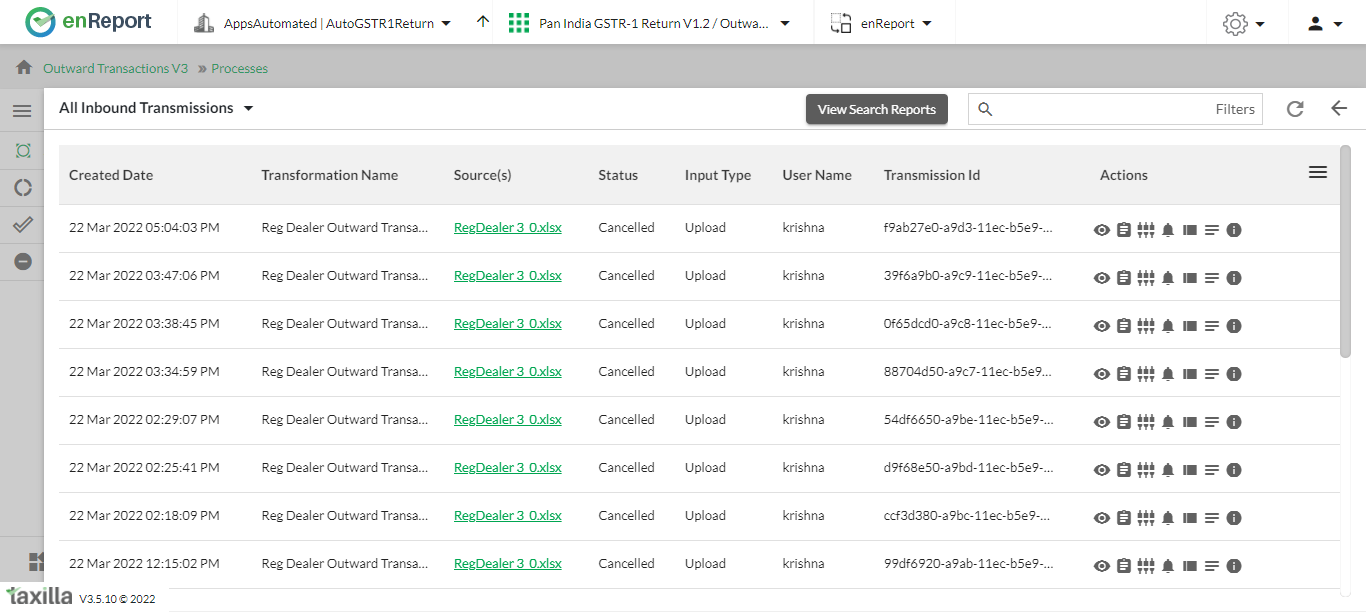 enReport
AppsAutomated | AutoGSTR1Return
Pan India GSTR-1 Return V1.2 / Outwa...
enReport
Outward Transactions V3 » Processes
All Inbound Transmissions
View Search Reports
Filters
Created Date Transformation Name Source(s) Status Input Type User Name Transmission Id Actions
22 Mar 2022 05:04:03 PM Reg Dealer Outward Transa... RegDealer 3_0.xlsx Cancelled Upload krishna f9ab27e0-a9d3-11ec-b5e9-...
22 Mar 2022 03:47:06 PM Reg Dealer Outward Transa... RegDealer 3_0.xlsx Cancelled Upload krishna 39f6a9b0-a9c9-11ec-b5e9-...
22 Mar 2022 03:38:45 PM Reg Dealer Outward Transa... RegDealer 3_0.xlsx Cancelled Upload krishna 0f65dcd0-a9c8-11ec-b5e9-...
22 Mar 2022 03:34:59 PM Reg Dealer Outward Transa... RegDealer 3_0.xlsx Cancelled Upload krishna 88704d50-a9c7-11ec-b5e9...
22 Mar 2022 02:29:07 PM Reg Dealer Outward Transa... RegDealer 3_0.xlsx Cancelled Upload krishna 54df6650-a9be-11ec-b5e9-...
22 Mar 2022 02:25:41 PM Reg Dealer Outward Transa... RegDealer 3_0.xlsx Cancelled Upload krishna d9f68e50-a9bd-11ec-b5e9-...
22 Mar 2022 02:18:09 PM Reg Dealer Outward Transa... RegDealer 3_0.xlsx Cancelled Upload krishna ccf3d380-a9bc-11ec-b5e9-...
22 Mar 2022 12:15:02 PM Reg Dealer Outward Transa... RegDealer 3_0.xlsx Cancelled Upload krishna 99df6920-a9ab-11ec-b5e9-...
taxilla V3.5.10 © 2022